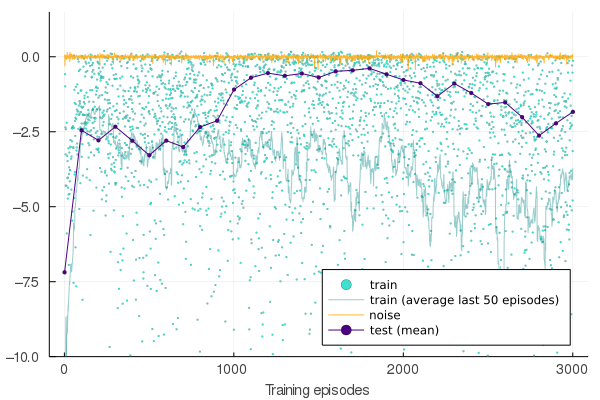 0.0
−2.5
−5.0
−7.5
−10.0
0
1000
2000
3000
Training episodes
train
train (average last 50 episodes)
noise
test (mean)